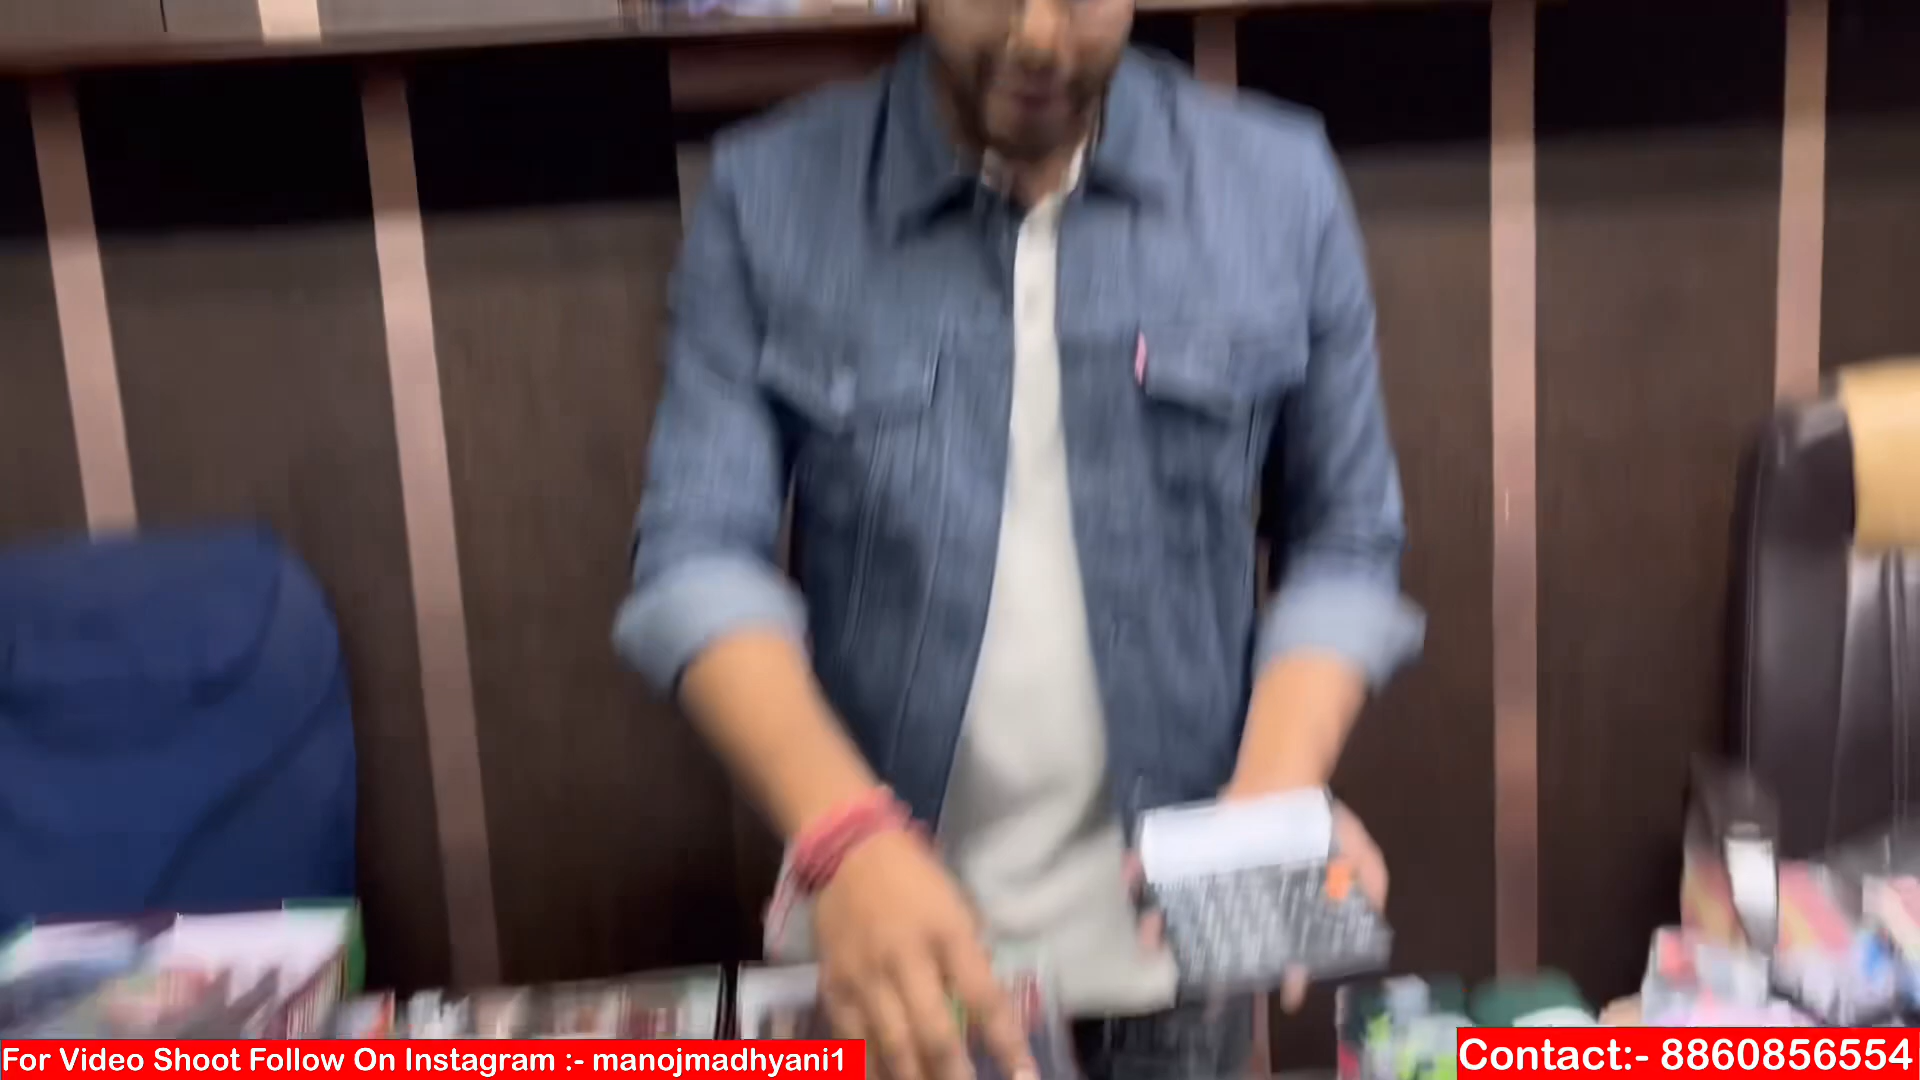 For Video Shoot Follow On Instagram :- manojmadhyani1
Contact:- 8860856554